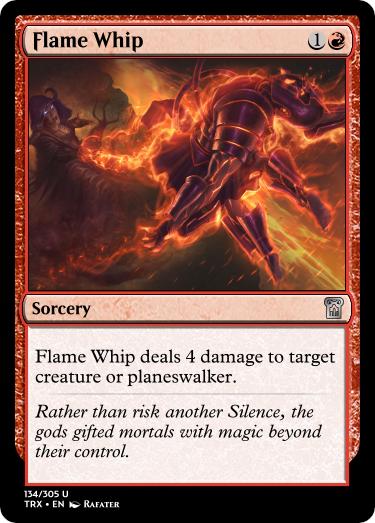 Flame Whip 1
Sorcery
Flame Whip deals 4 damage to target
creature or planeswalker.
Rather than risk another Silence, the
gods gifted mortals with magic beyond
their control.
134/305 U
TRX • EN Rafater